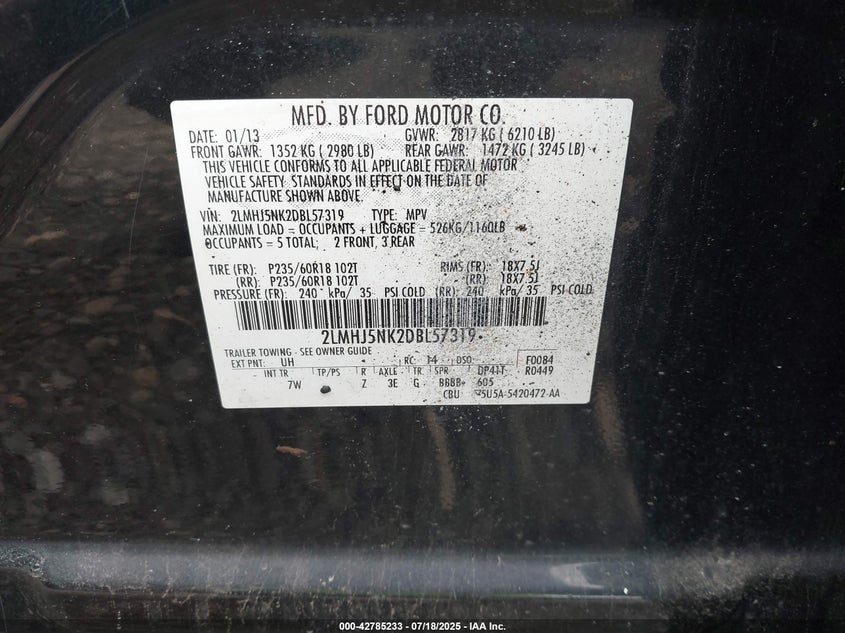 MFD. BY FORD MOTOR CO.
DATE: 01/13 GVWR: 2817 KG ( 6210 LB)
FRONT GAWR: 1352 KG ( 2980 LB) REAR GAWR: 1472 KG ( 3245 LB)
THIS VEHICLE CONFORMS TO ALL APPLICABLE FEDERAL MOTOR
VEHICLE SAFETY STANDARDS IN EFFECT ON THE DATE OF
MANUFACTURE SHOWN ABOVE.
VIN: 2LMHJ5NK2DBL57319 TYPE: MPV
MAXIMUM LOAD = OCCUPANTS + LUGGAGE = 526KG/1160LB
OCCUPANTS = 5 TOTAL; 2 FRONT, 3 REAR
TIRE (FR): P235/60R18 102T RIMS (FR): 18X7.5J
(RR): P235/60R18 102T (RR): 18X7.5J
PRESSURE (FR): 240 kPa/ 35 PSI COLD (RR): 240 kPa/ 35 PSI COLD
2LMHJ5NK2DBL57319
TRAILER TOWING - SEE OWNER GUIDE
EXT PNT: UH RC: 14 DSO: F0084
INT TR TP/PS R AXLE TR SPR DP41T R0449
7W Z 3E G BBBB 605
CBU 5U5A-5420472-AA
000-42785233 - 07/18/2025 - IAA Inc.